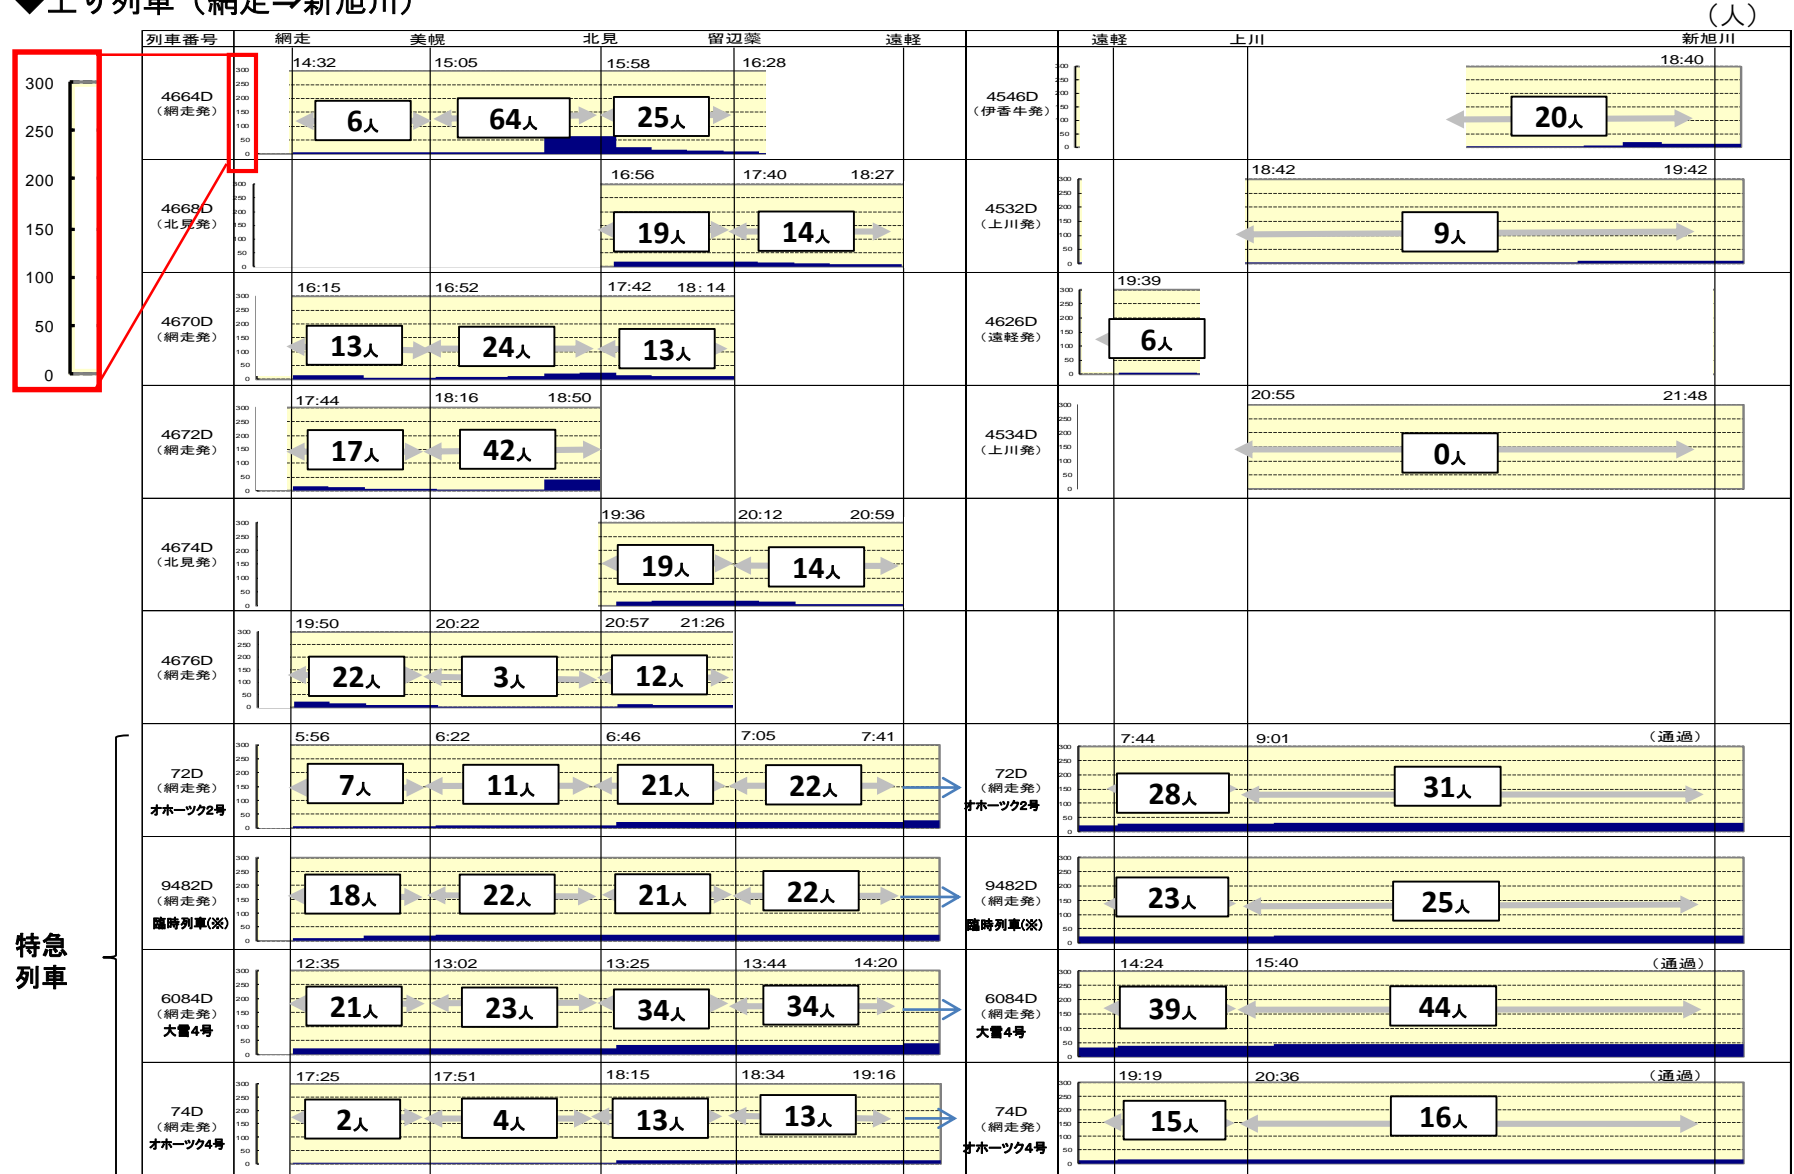 ◆上り列車（網走⇒新旭川）
（人）
列車番号 網走 美幌 北見 留辺蘂 遠軽 遠軽 上川 新旭川
300
250
200
150
100
50
0
4664D
（網走発）
14:32 15:05 15:58 16:28
6人 64人 25人
4546D
（伊香牛発）
18:40
20人
4668D
（北見発）
16:56 17:40 18:27
19人 14人
4532D
（上川発）
18:42 19:42
9人
4670D
（網走発）
16:15 16:52 17:42 18:14
13人 24人 13人
4626D
（遠軽発）
19:39
6人
4672D
（網走発）
17:44 18:16 18:50
17人 42人
4534D
（上川発）
20:55 21:48
0人
4674D
（北見発）
19:36 20:12 20:59
19人 14人
4676D
（網走発）
19:50 20:22 20:57 21:26
22人 3人 12人
特急
列車
72D
（網走発）
オホーツク2号
5:56 6:22 6:46 7:05 7:41
7人 11人 21人 22人
72D
（網走発）
オホーツク2号
7:44 9:01 （通過）
28人 31人
9482D
（網走発）
臨時列車(※)
18人 22人 21人 22人
9482D
（網走発）
臨時列車(※)
23人 25人
6084D
（網走発）
大雪4号
12:35 13:02 13:25 13:44 14:20
21人 23人 34人 34人
6084D
（網走発）
大雪4号
14:24 15:40 （通過）
39人 44人
74D
（網走発）
オホーツク4号
17:25 17:51 18:15 18:34 19:16
2人 4人 13人 13人
74D
（網走発）
オホーツク4号
19:19 20:36 （通過）
15人 16人